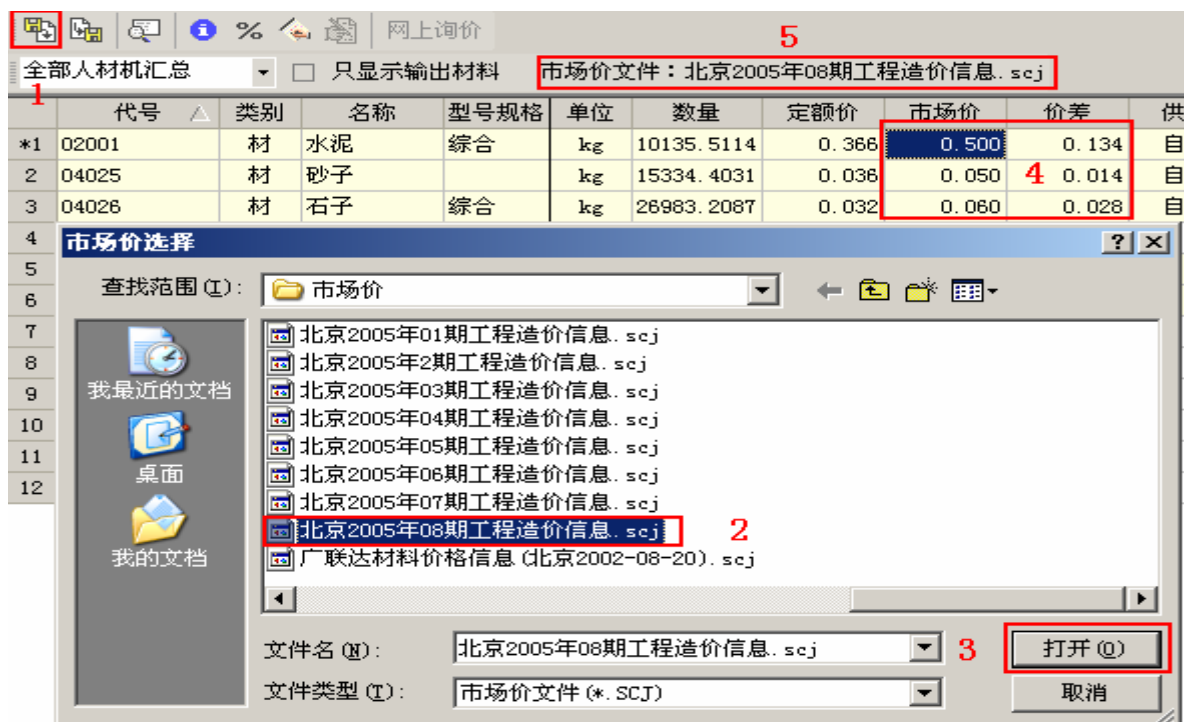 网上询价
5
全部人材机汇总 只显示输出材料 市场价文件：北京2005年08期工程造价信息.scj
1
代号 类别 名称 型号规格 单位 数量 定额价 市场价 价差 供
*1 02001 材 水泥 综合 kg 10135.5114 0.366 0.500 0.134 自
2 04025 材 砂子 kg 15334.4031 0.036 0.050 4 0.014 自
3 04026 材 石子 综合 kg 26983.2087 0.032 0.060 0.028 自
4
5
6
7
8
9
10
11
12
市场价选择
查找范围(I): 市场价
我最近的文档
桌面
我的文档
北京2005年01期工程造价信息.scj
北京2005年2期工程造价信息.scj
北京2005年03期工程造价信息.scj
北京2005年04期工程造价信息.scj
北京2005年05期工程造价信息.scj
北京2005年06期工程造价信息.scj
北京2005年07期工程造价信息.scj
北京2005年08期工程造价信息.scj 2
广联达材料价格信息(北京2002-08-20).scj
文件名(N): 北京2005年08期工程造价信息.scj 3 打开(O)
文件类型(T): 市场价文件(*.SCJ) 取消